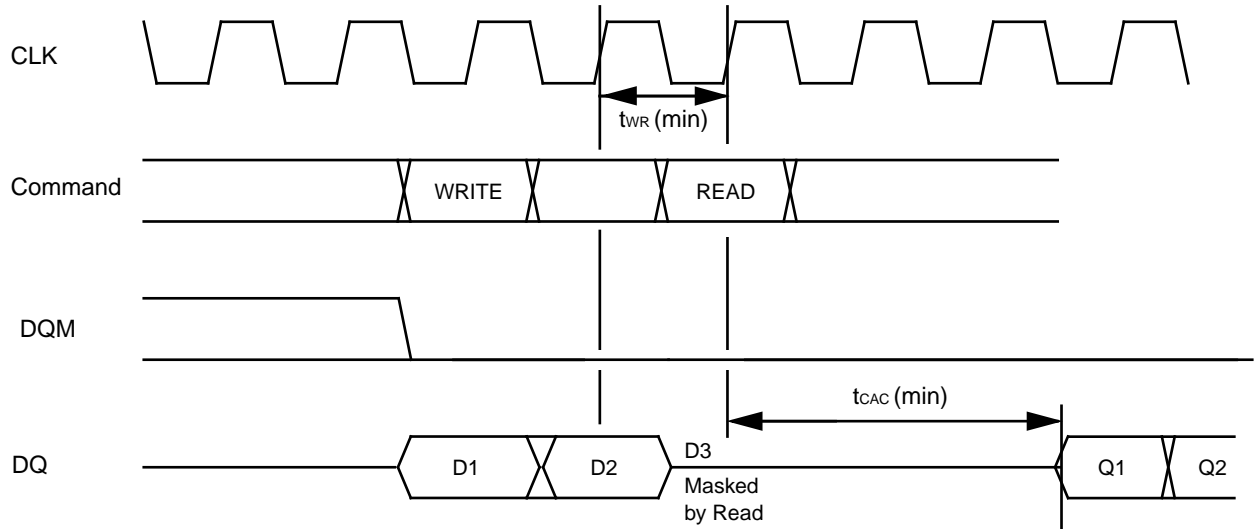 CLK
tWR (min)
Command
WRITE
READ
DQM
tCAC (min)
DQ
D1
D2
D3
Masked
by Read
Q1
Q2